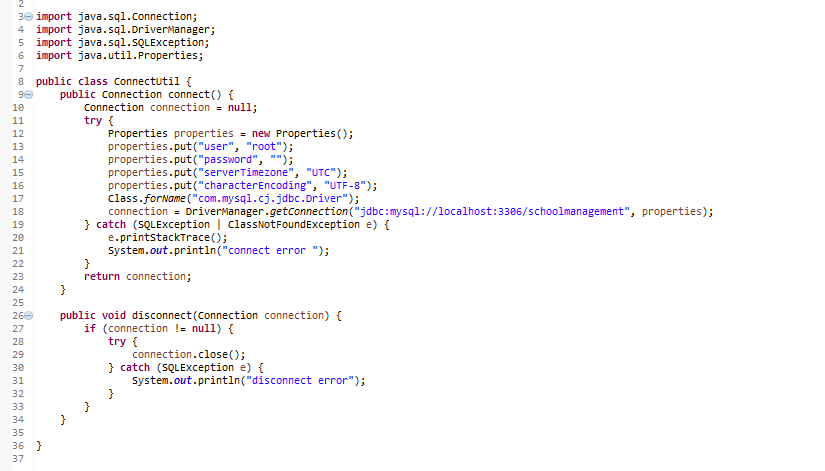 2
3 import java.sql.Connection;
4 import java.sql.DriverManager;
5 import java.sql.SQLException;
6 import java.util.Properties;
7
8 public class ConnectUtil {
9     public Connection connect() {
10         Connection connection = null;
11         try {
12             Properties properties = new Properties();
13             properties.put("user", "root");
14             properties.put("password", "");
15             properties.put("serverTimezone", "UTC");
16             properties.put("characterEncoding", "UTF-8");
17             Class.forName("com.mysql.cj.jdbc.Driver");
18             connection = DriverManager.getConnection("jdbc:mysql://localhost:3306/schoolmanagement", properties);
19         } catch (SQLException | ClassNotFoundException e) {
20             e.printStackTrace();
21             System.out.println("connect error ");
22         }
23         return connection;
24     }
25
26     public void disconnect(Connection connection) {
27         if (connection != null) {
28             try {
29                 connection.close();
30             } catch (SQLException e) {
31                 System.out.println("disconnect error");
32             }
33         }
34     }
35
36 }
37